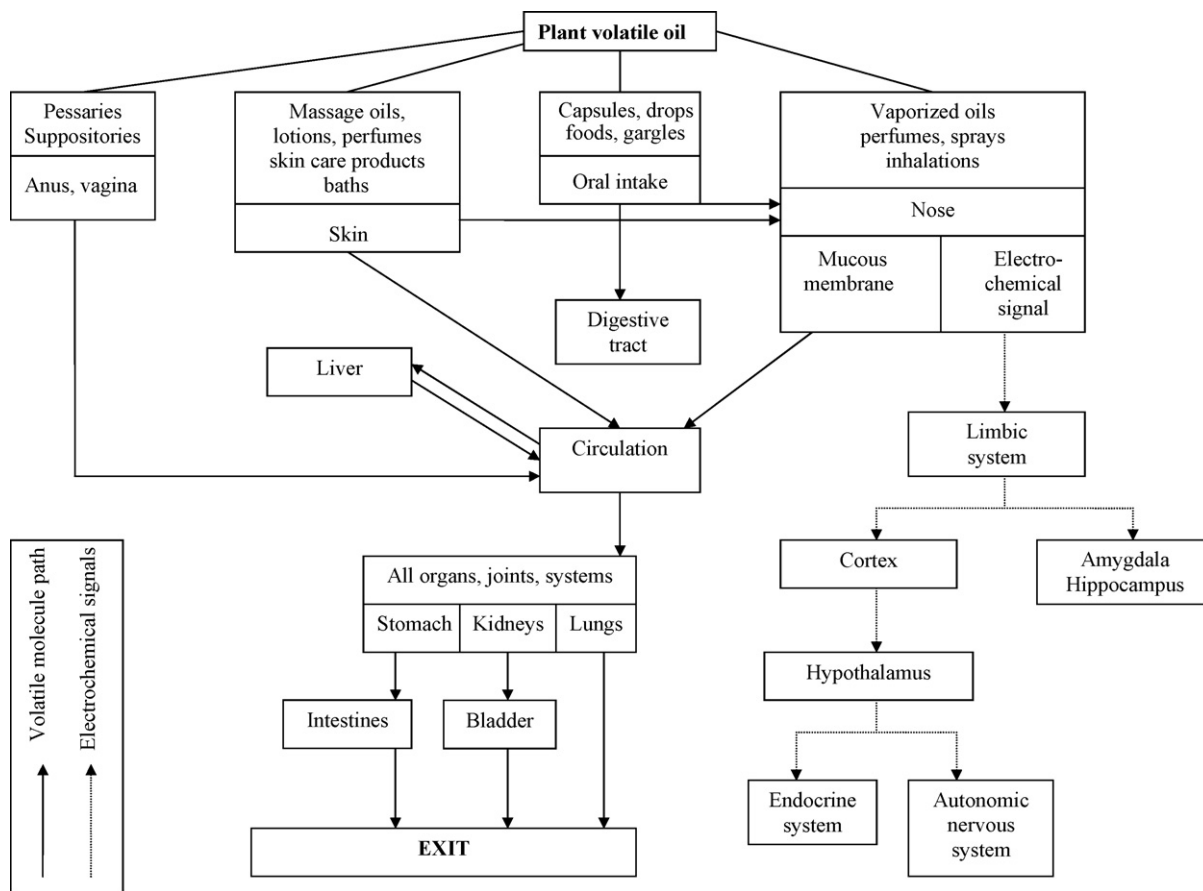 Plant volatile oil
Pessaries
Suppositories
Anus, vagina
Massage oils,
lotions, perfumes
skin care products
baths
Skin
Capsules, drops
foods, gargles
Oral intake
Vaporized oils
perfumes, sprays
inhalations
Nose
Mucous
membrane
Electro-
chemical
signal
Digestive
tract
Liver
Circulation
Limbic
system
Cortex
Amygdala
Hippocampus
All organs, joints, systems
Stomach
Kidneys
Lungs
Hypothalamus
Intestines
Bladder
Endocrine
system
Autonomic
nervous
system
EXIT
Volatile molecule path
Electrochemical signals